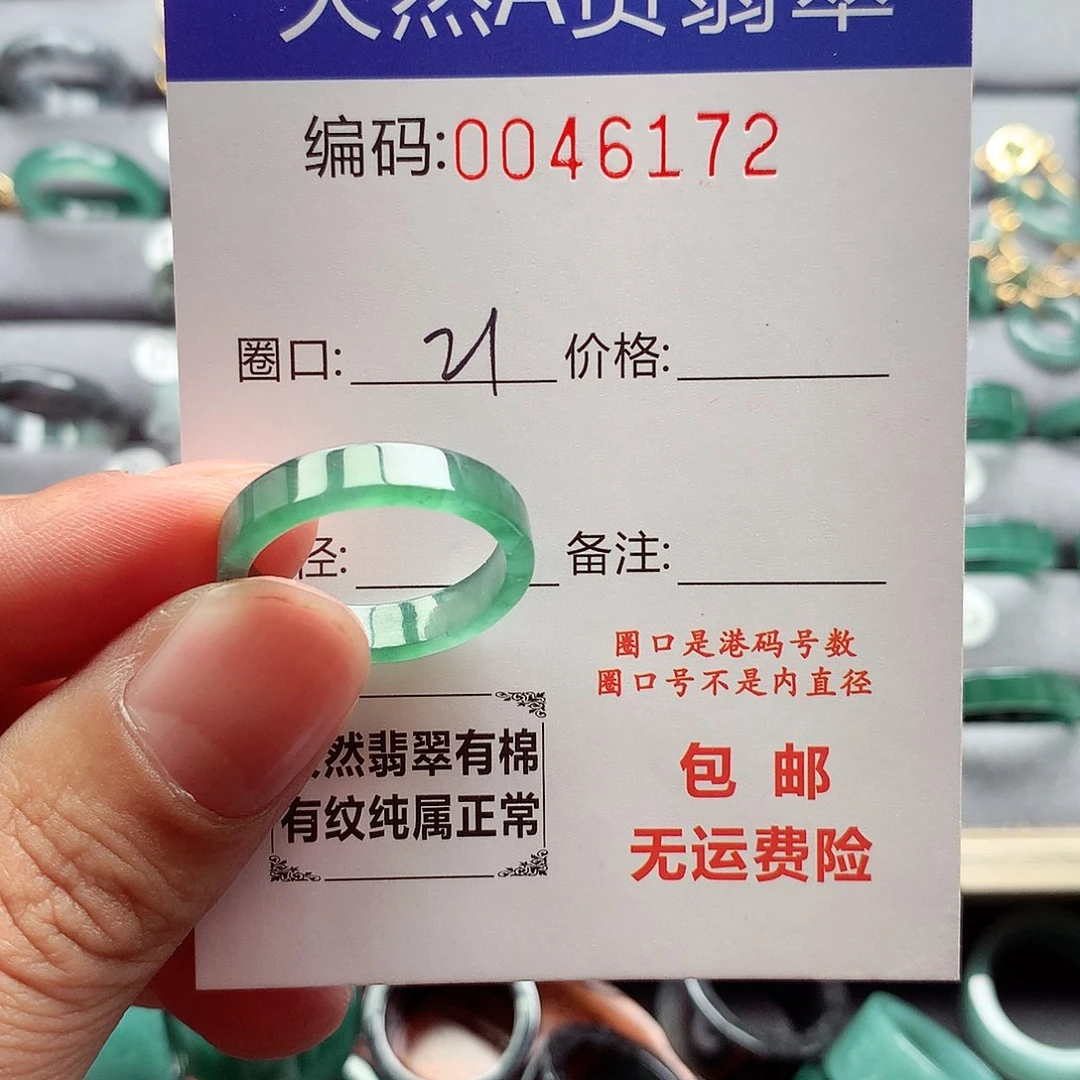 天然A货翡翠
编码:0046172
圈口: 21 价格:
径: 备注:
圈口是港码号数
圈口号不是内直径
然翡翠有棉
有纹纯属正常
包 邮
无运费险